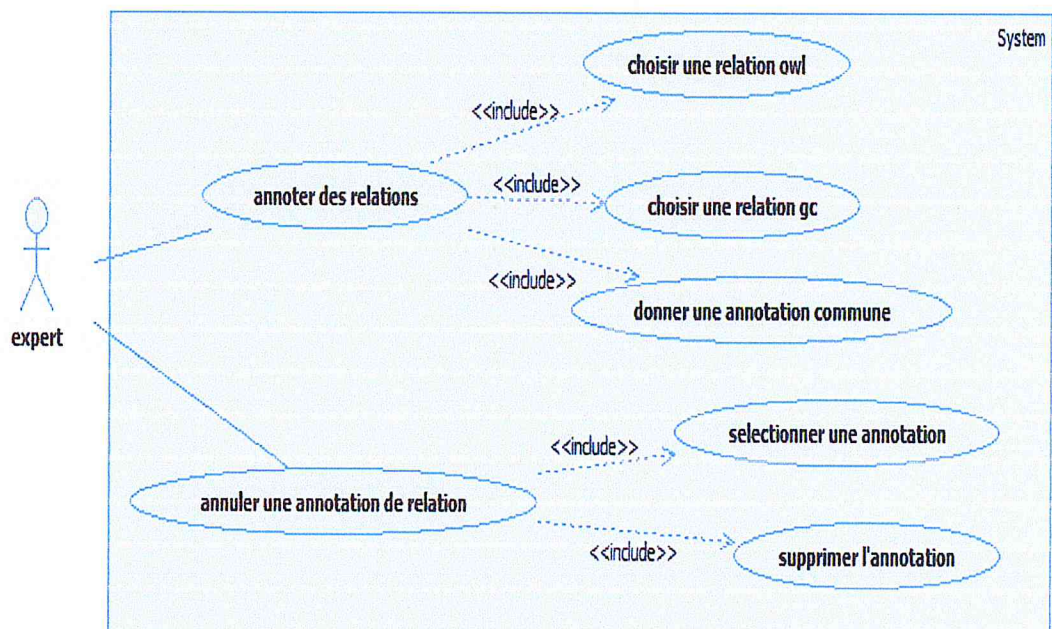 System
choisir une relation owl
<<include>>
annoter des relations
<<include>>
choisir une relation gc
<<include>>
donner une annotation commune
expert
selectionner une annotation
<<include>>
annuler une annotation de relation
<<include>>
supprimer l'annotation